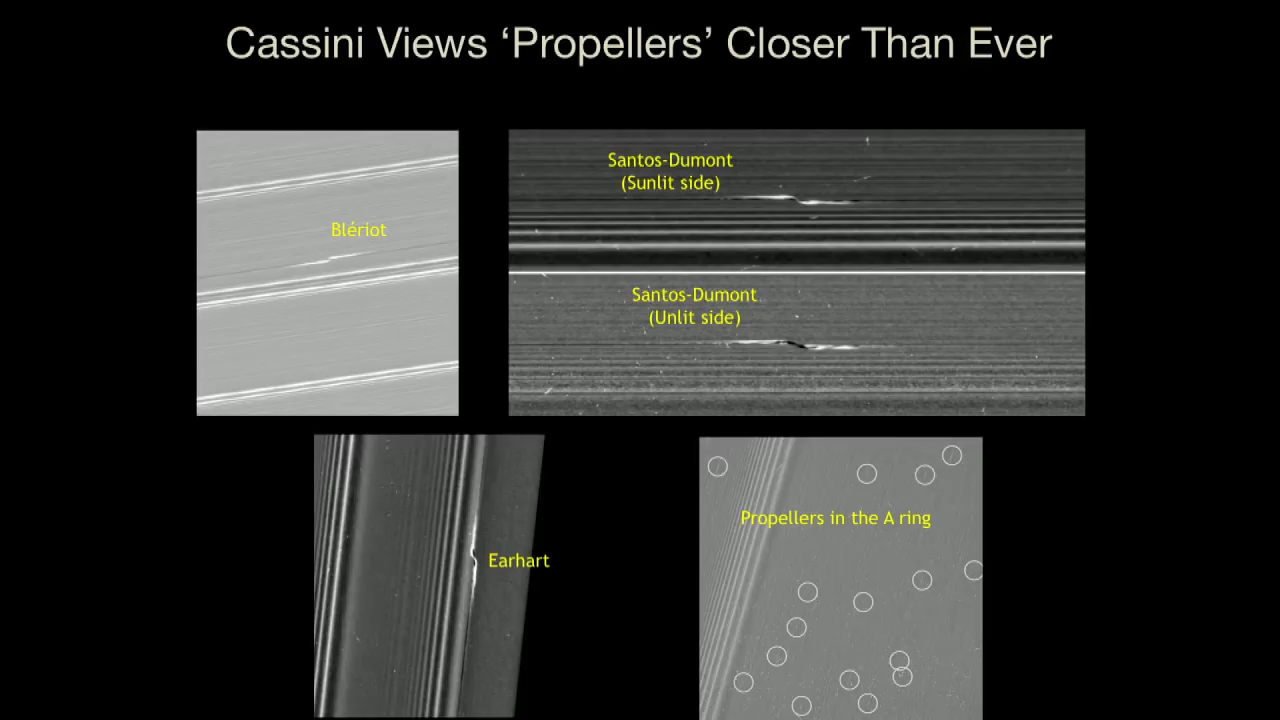 Cassini Views ‘Propellers’ Closer Than Ever
Blériot
Santos-Dumont
(Sunlit side)
Santos-Dumont
(Unlit side)
Earhart
Propellers in the A ring